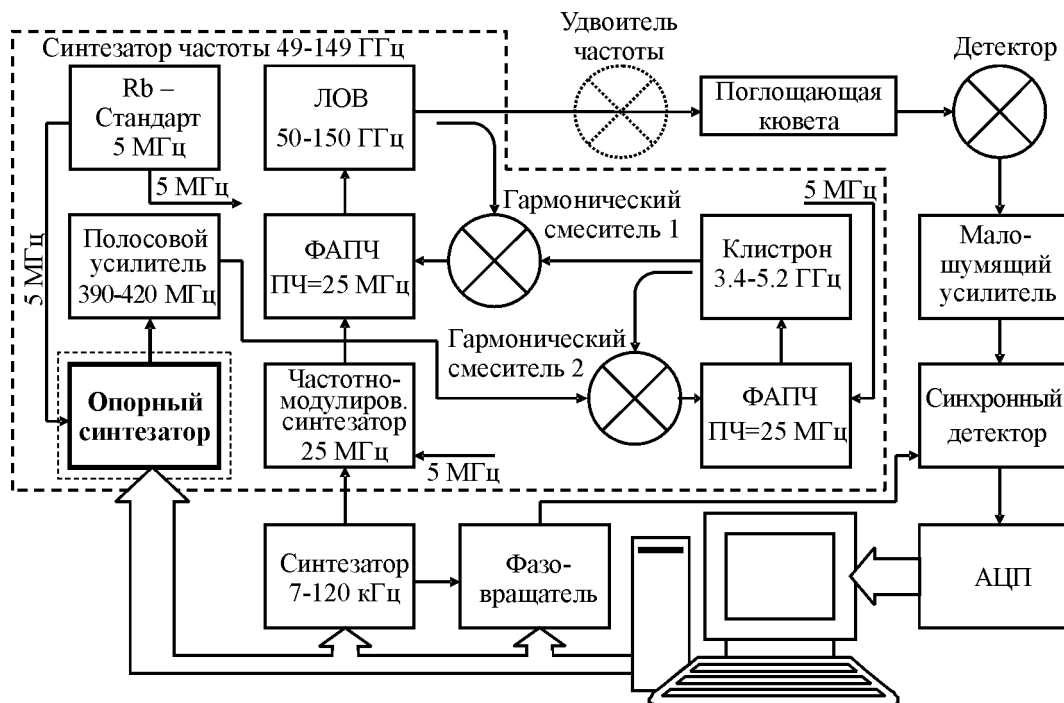 Синтезатор частоты 49-149 ГГц
Удвоитель
частоты
Детектор
Rb –
Стандарт
5 МГц
ЛОВ
50-150 ГГц
Поглощающая
кювета
5 МГц
5 МГц
5 МГц
Полосовой
усилитель
390-420 МГц
ФАПЧ
ПЧ=25 МГц
Гармонический
смеситель 1
Клистрон
3.4-5.2 ГГц
Мало-
шумящий
усилитель
Гармонический
смеситель 2
Опорный
синтезатор
Частотно-
модулиров.
синтезатор
25 МГц
5 МГц
ФАПЧ
ПЧ=25 МГц
Синхронный
детектор
Синтезатор
7-120 кГц
Фазо-
вращатель
АЦП